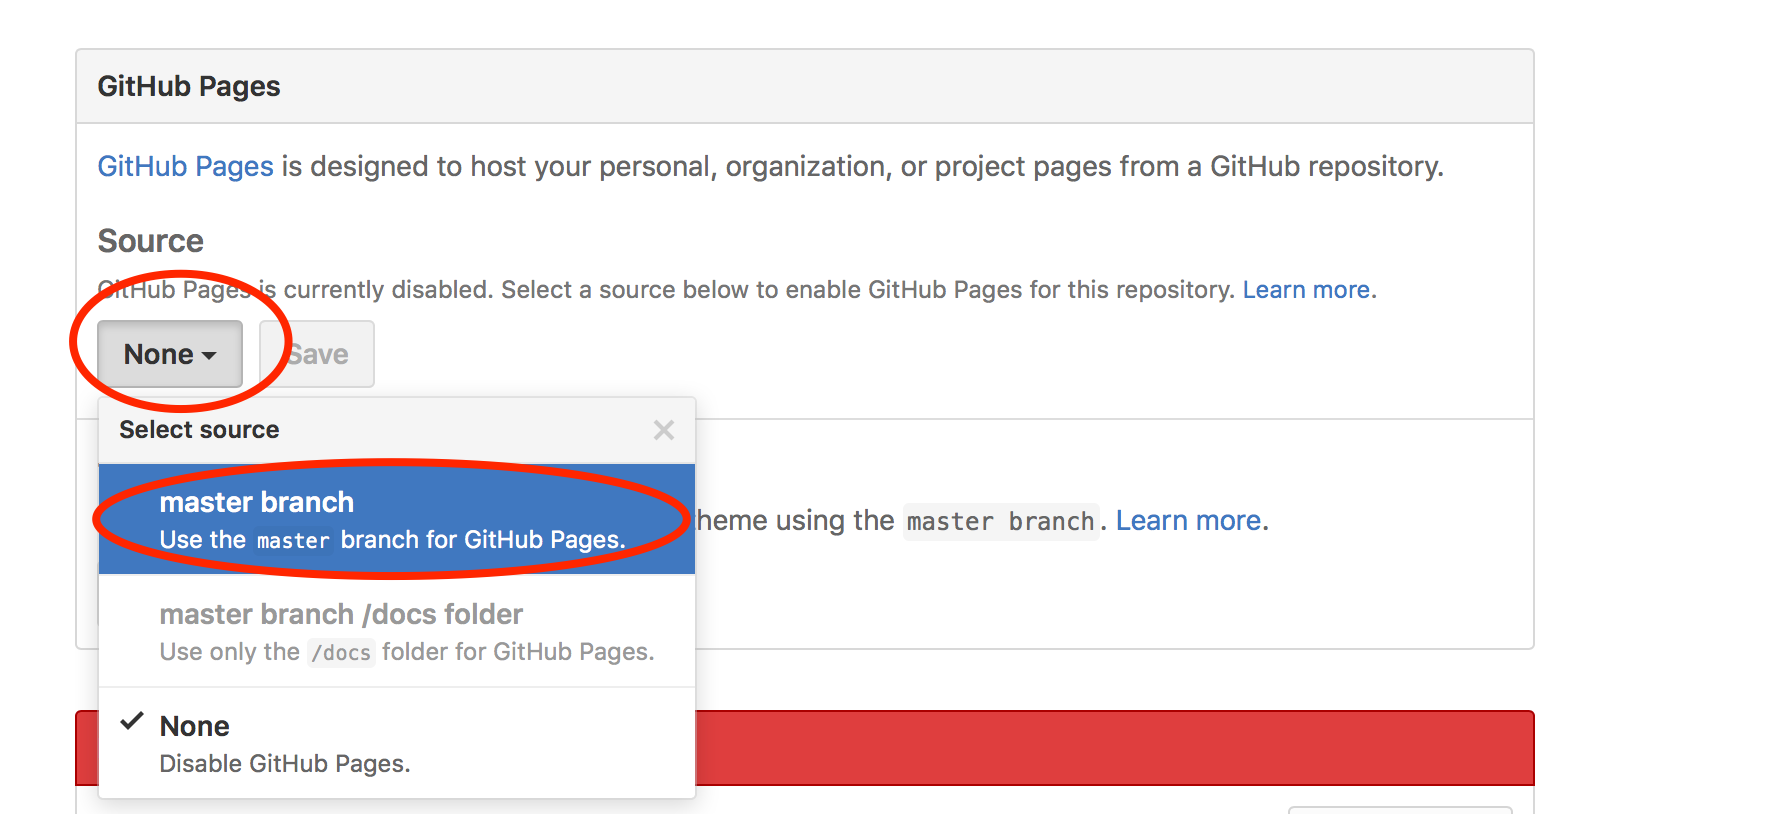 GitHub Pages
GitHub Pages is designed to host your personal, organization, or project pages from a GitHub repository.
Source
GitHub Pages is currently disabled. Select a source below to enable GitHub Pages for this repository. Learn more.
None Save
Select source
master branch
Use the master branch for GitHub Pages.
heme using the master branch. Learn more.
master branch /docs folder
Use only the /docs folder for GitHub Pages.
None
Disable GitHub Pages.